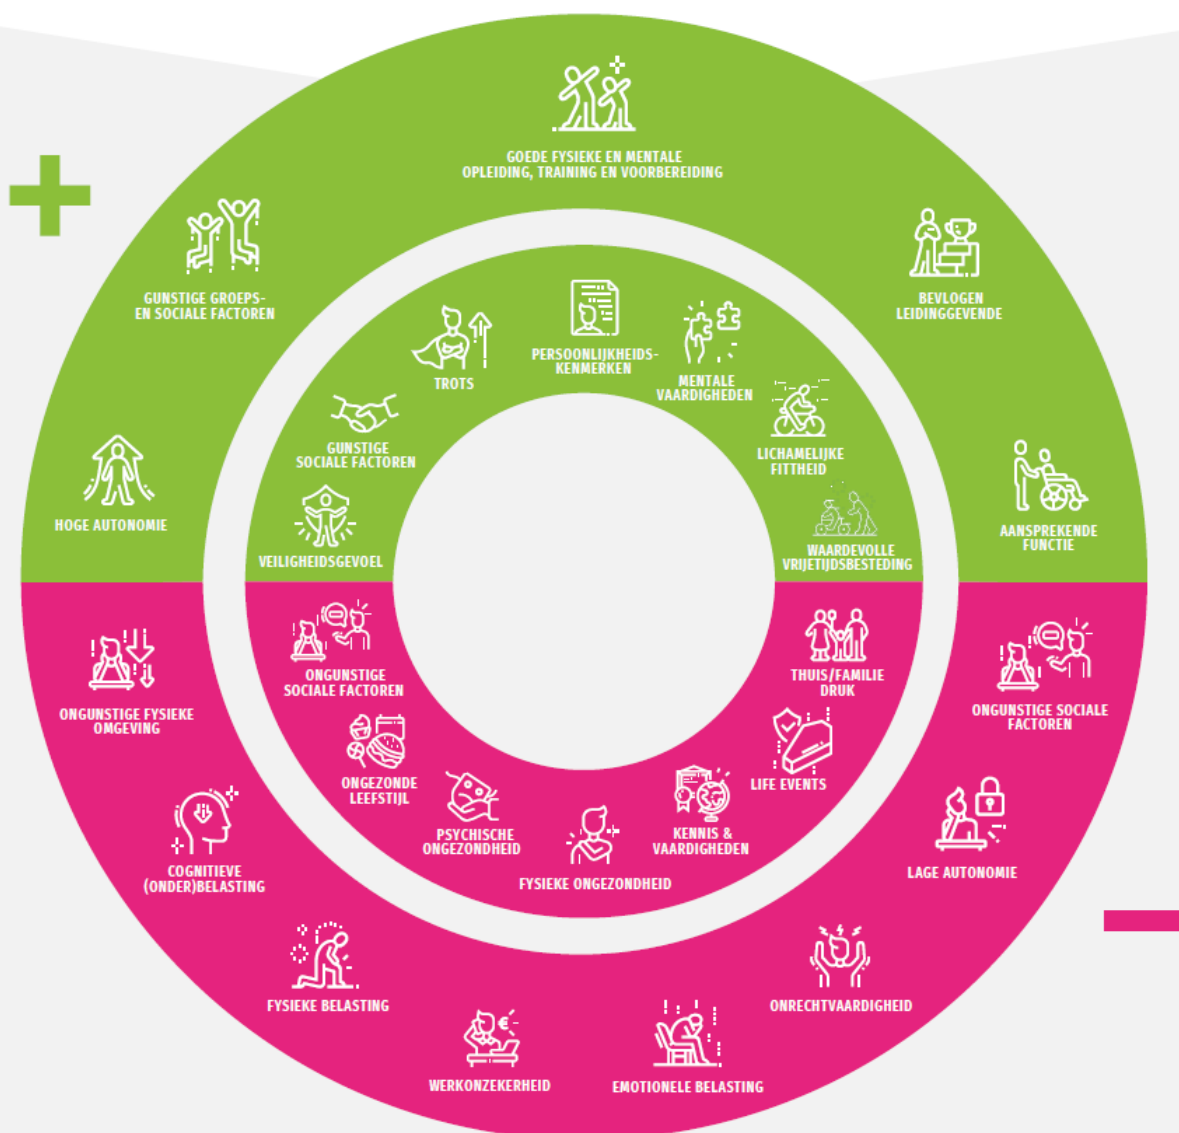 GOEDE FYSIEKE EN MENTALE
OPLEIDING, TRAINING EN VOORBEREIDING
GUNSTIGE GROEPS-
EN SOCIALE FACTOREN
BEVLOGEN
LEIDINGGEVENDE
HOGE AUTONOMIE
AANSPREKENDE
FUNCTIE
TROTS
PERSOONLIJKHEIDS-
KENMERKEN
MENTALE
VAARDIGHEDEN
GUNSTIGE
SOCIALE FACTOREN
LICHAMELIJKE
FITTHEID
VEILIGHEIDSGEVOEL
WAARDEVOLLE
VRIJETIJDSBESTEDING
ONGUNSTIGE
SOCIALE FACTOREN
THUIS/FAMILIE
DRUK
ONGEZONDE
LEEFSTIJL
LIFE EVENTS
PSYCHISCHE
ONGEZONDHEID
KENNIS &
VAARDIGHEDEN
FYSIEKE ONGEZONDHEID
ONGUNSTIGE FYSIEKE
OMGEVING
ONGUNSTIGE SOCIALE
FACTOREN
COGNITIEVE
(ONDER)BELASTING
LAGE AUTONOMIE
FYSIEKE BELASTING
ONRECHTVAARDIGHEID
WERKONZEKERHEID
EMOTIONELE BELASTING